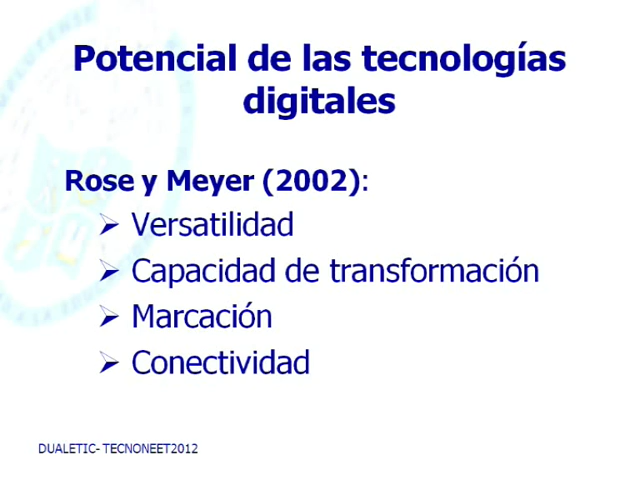 Potencial de las tecnologías
digitales
Rose y Meyer (2002):
➢ Versatilidad
➢ Capacidad de transformación
➢ Marcación
➢ Conectividad
DUALETIC- TECNONEET2012